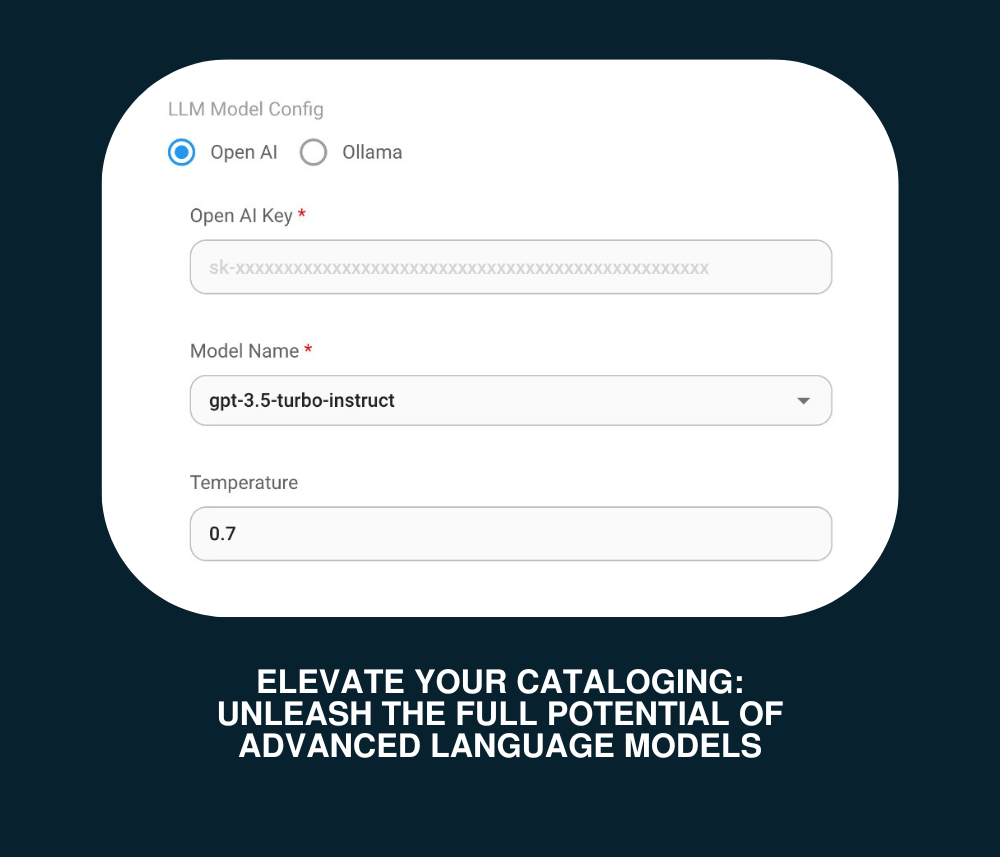 LLM Model Config
Open AI Ollama
Open AI Key *
sk-xxxxxxxxxxxxxxxxxxxxxxxxxxxxxxxxxxxxxxxxxxxxxxxx
Model Name *
gpt-3.5-turbo-instruct
Temperature
0.7
ELEVATE YOUR CATALOGING:
UNLEASH THE FULL POTENTIAL OF
ADVANCED LANGUAGE MODELS